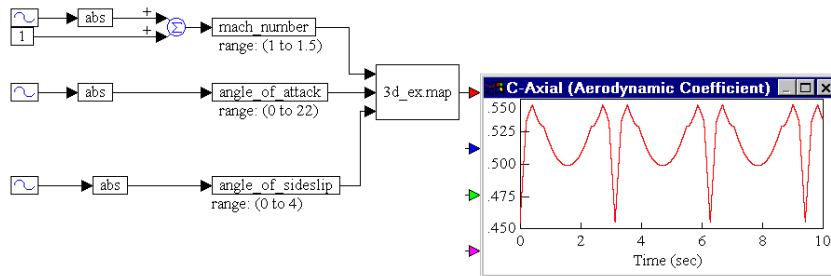 abs
+
+
1
Σ
mach_number
range: (1 to 1.5)
abs
angle_of_attack
range: (0 to 22)
abs
angle_of_sideslip
range: (0 to 4)
3d_ex.map
C-Axial (Aerodynamic Coefficient)
.550
.525
.500
.475
.450
0 2 4 6 8 10
Time (sec)